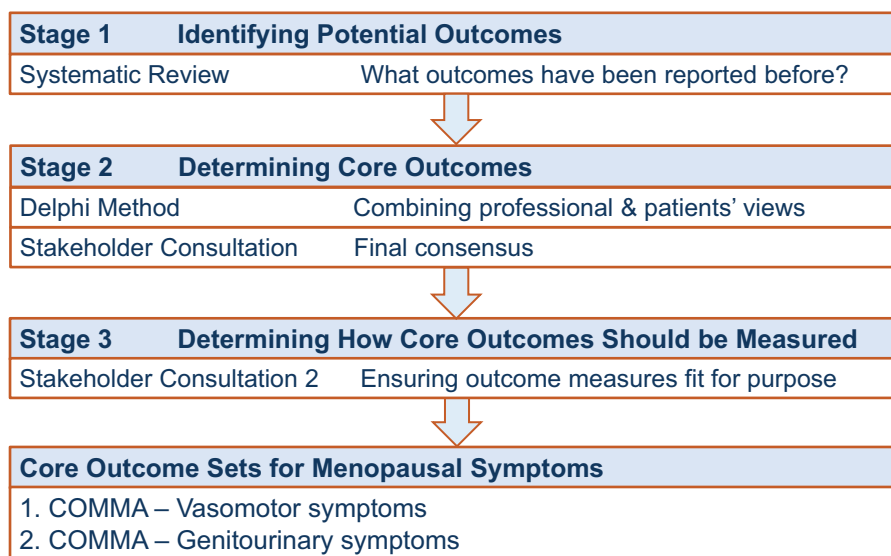 Stage 1 Identifying Potential Outcomes
Systematic Review What outcomes have been reported before?
Stage 2 Determining Core Outcomes
Delphi Method Combining professional & patients’ views
Stakeholder Consultation Final consensus
Stage 3 Determining How Core Outcomes Should be Measured
Stakeholder Consultation 2 Ensuring outcome measures fit for purpose
Core Outcome Sets for Menopausal Symptoms
1. COMMA – Vasomotor symptoms
2. COMMA – Genitourinary symptoms